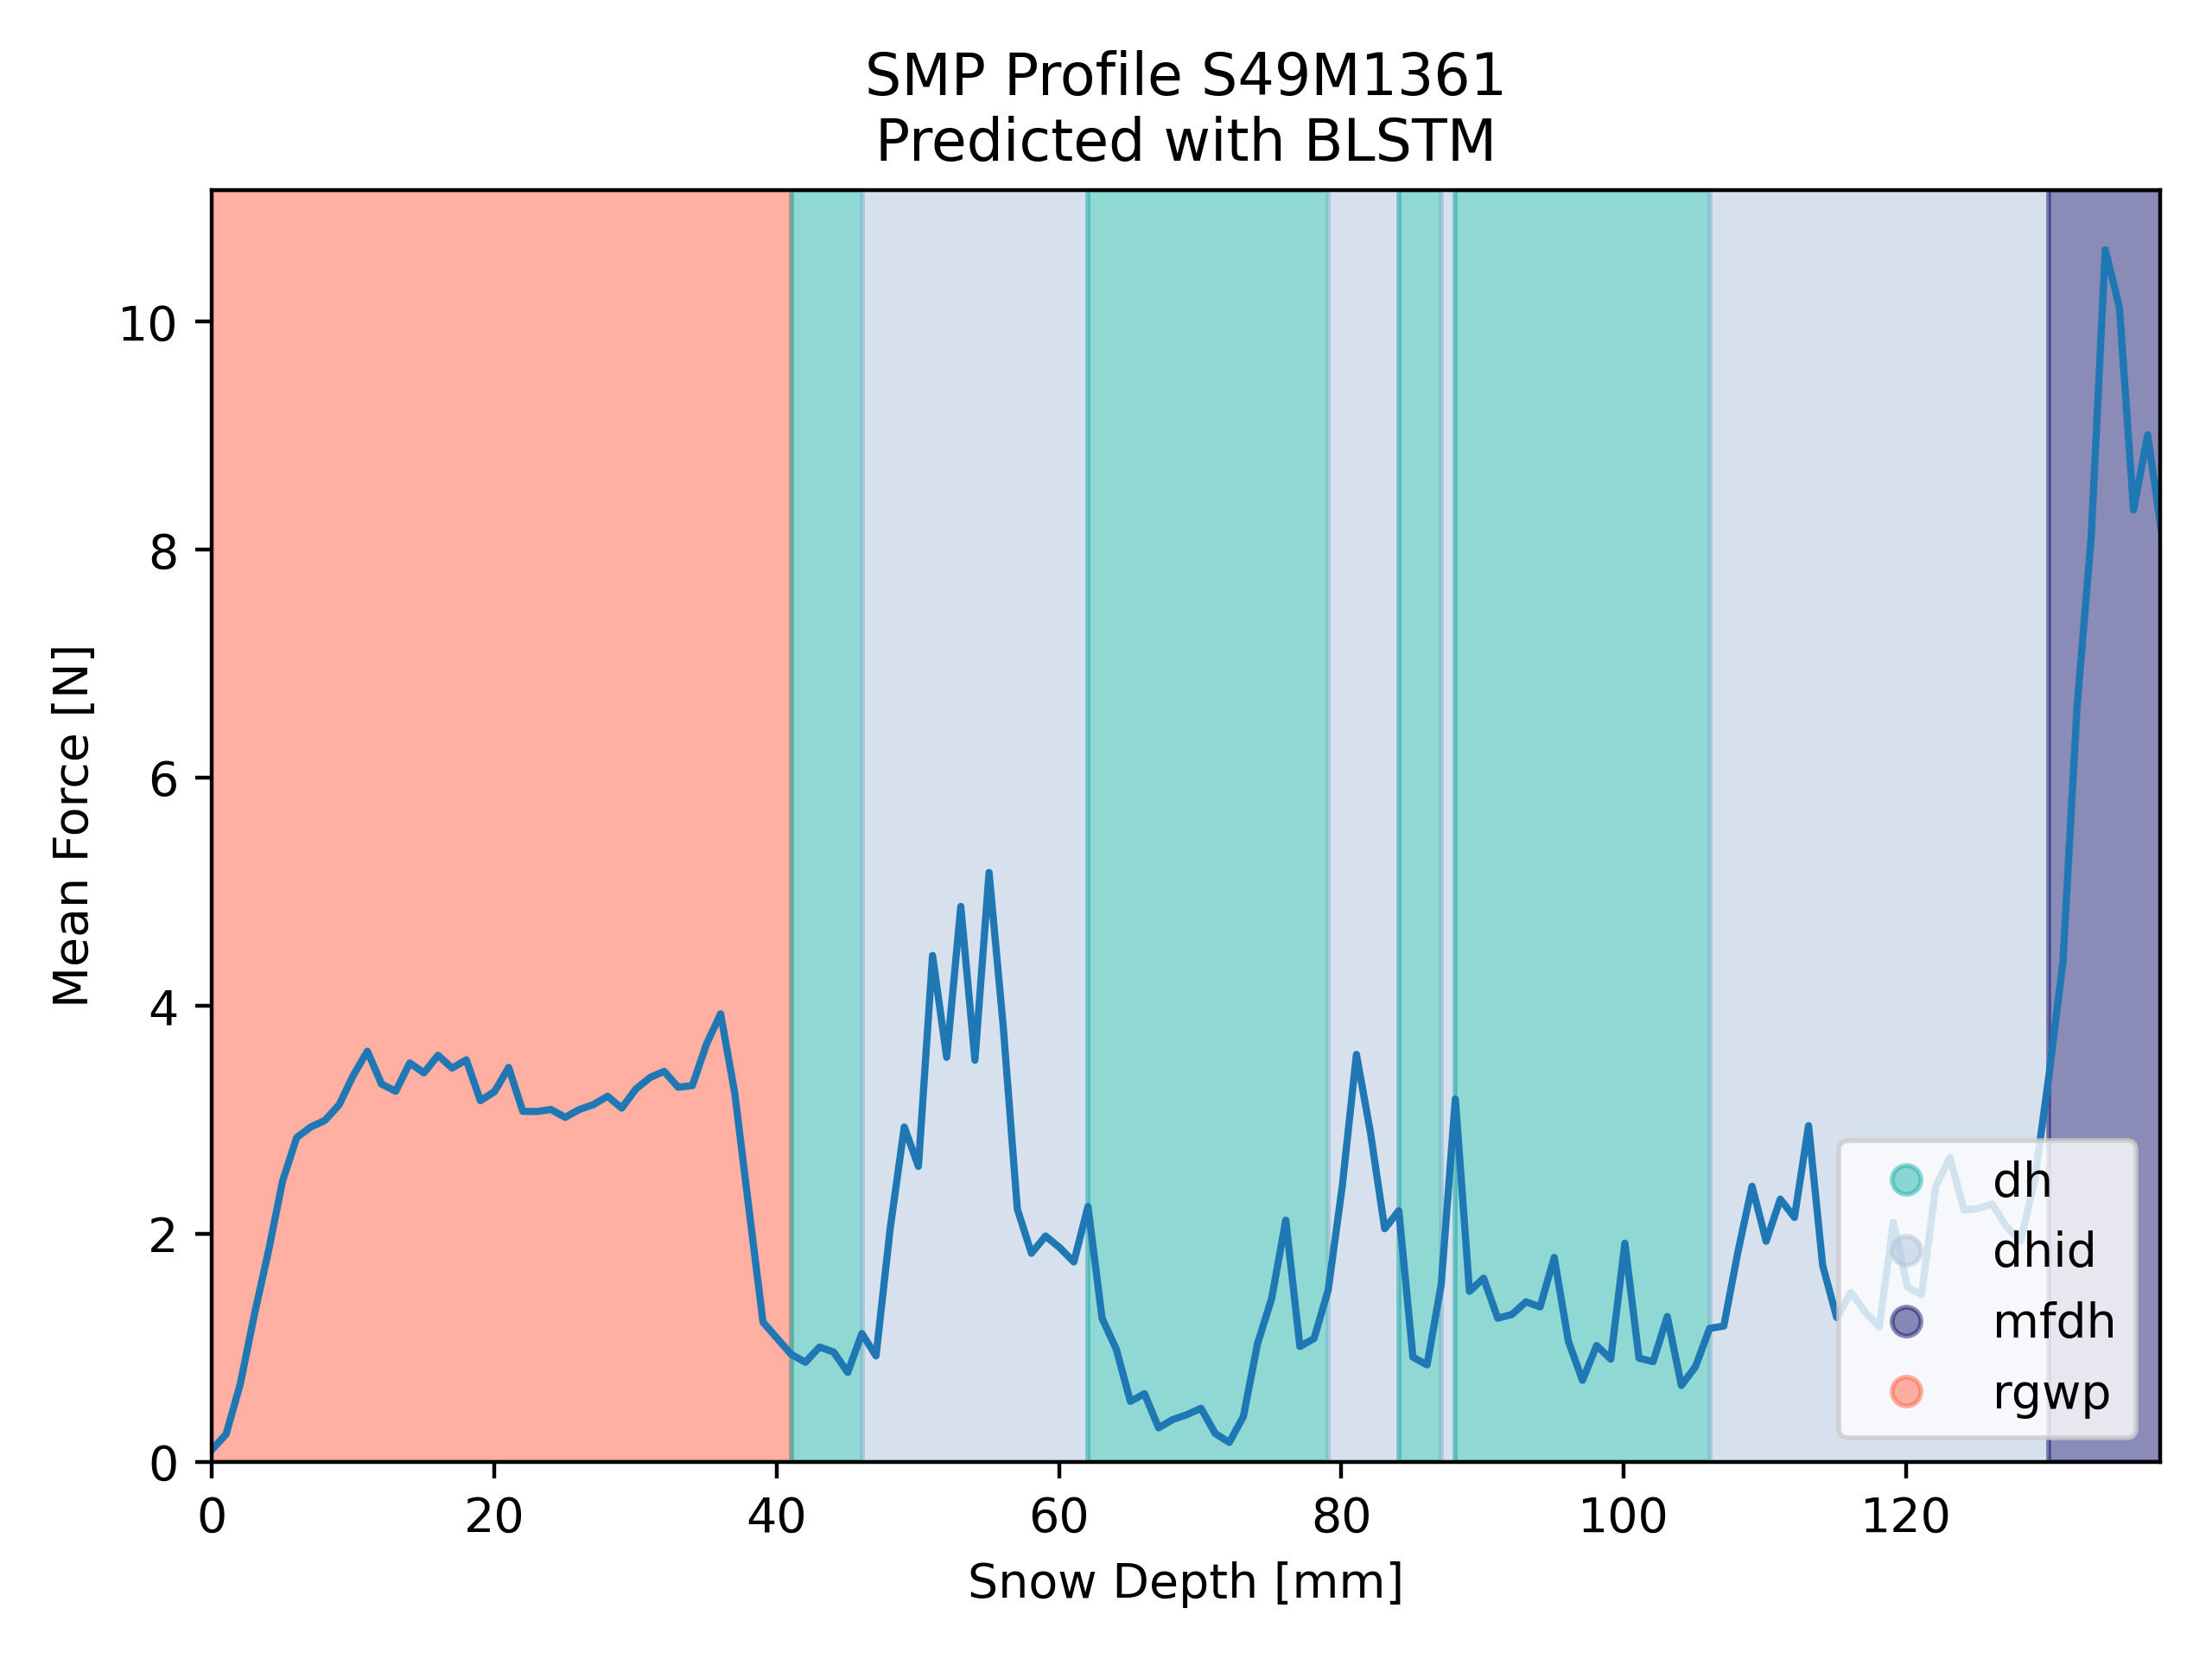 SMP Profile S49M1361
Predicted with BLSTM
Mean Force [N]
10
8
6
4
2
0
0 20 40 60 80 100 120
Snow Depth [mm]
dh
dhid
mfdh
rgwp